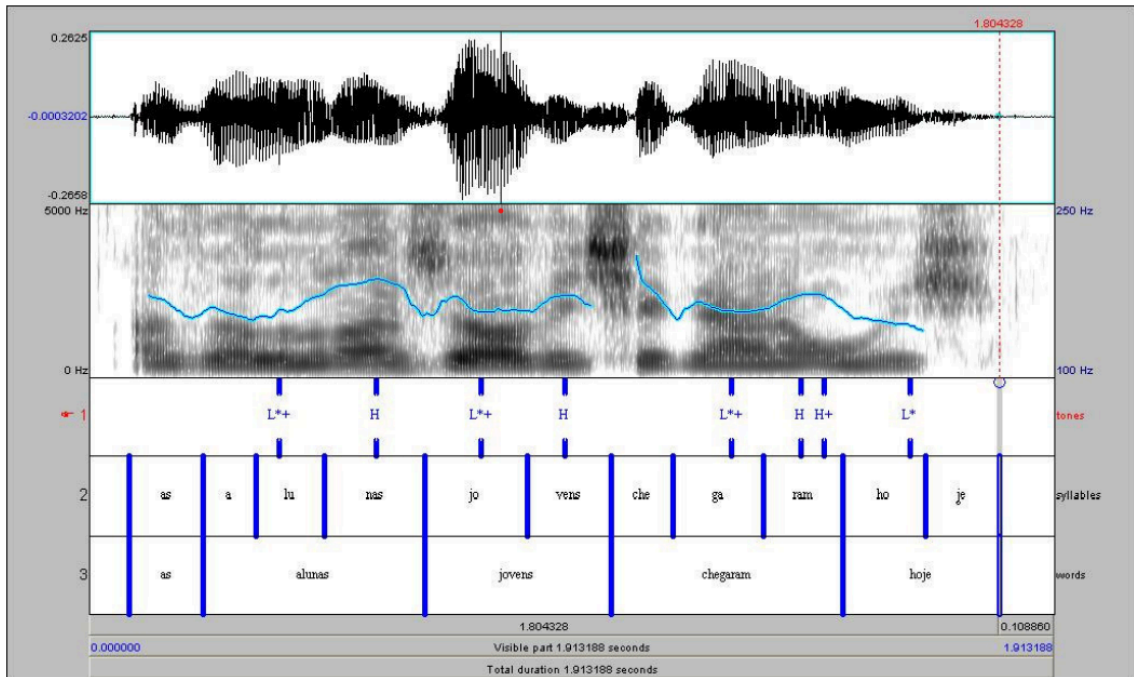 1.804328
0.2625
-0.0003202
-0.2658
5000 Hz
250 Hz
0 Hz
100 Hz
1 L*+ H L*+ H L*+ H H+ L* tones
2 as a lu nas jo vens che ga ram ho je syllables
3 as alunas jovens chegaram hoje words
1.804328 0.108860
0.000000 Visible part 1.913188 seconds 1.913188
Total duration 1.913188 seconds